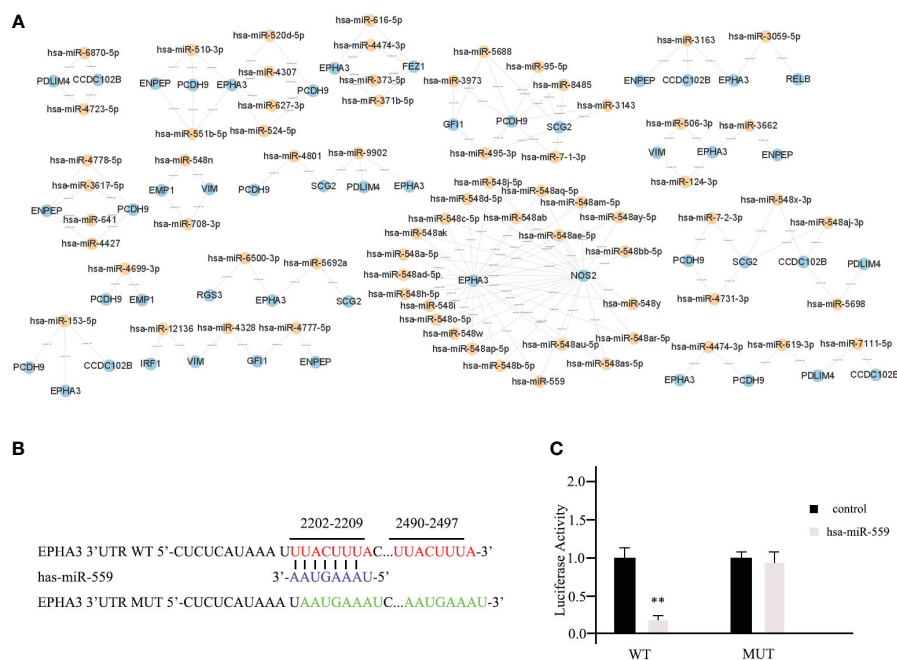 A
hsa-miR-6870-5p
PDLIM4 CCDC102B
hsa-miR-4723-5p
hsa-miR-510-3p
ENPEP PCDH9 EPHA3
hsa-miR-551b-5p
hsa-miR-520d-5p
hsa-miR-4307
PCDH9
hsa-miR-627-3p
hsa-miR-524-5p
hsa-miR-616-5p
hsa-miR-4474-3p
EPHA3 FEZ1
hsa-miR-373-5p
hsa-miR-371b-5p
hsa-miR-5688
hsa-miR-95-5p
hsa-miR-3973
hsa-miR-8485
hsa-miR-3143
GFI1 PCDH9 SCG2
hsa-miR-495-3p
hsa-miR-7-1-3p
hsa-miR-3163
hsa-miR-3059-5p
ENPEP CCDC102B EPHA3 RELB
hsa-miR-506-3p
hsa-miR-3662
VIM EPHA3 ENPEP
hsa-miR-124-3p
hsa-miR-4778-5p
hsa-miR-3617-5p
ENPEP PCDH9
hsa-miR-641
hsa-miR-4427
hsa-miR-548n
EMP1 VIM
hsa-miR-708-3p
hsa-miR-4801
hsa-miR-9902
PCDH9 SCG2 PDLIM4 EPHA3
hsa-miR-548j-5p
hsa-miR-548aq-5p
hsa-miR-548d-5p
hsa-miR-548am-5p
hsa-miR-548c-5p
hsa-miR-548ab
hsa-miR-548ay-5p
hsa-miR-548ak
hsa-miR-548ae-5p
hsa-miR-548a-5p
hsa-miR-548bb-5p
hsa-miR-548ad-5p
EPHA3 NOS2
hsa-miR-548h-5p
hsa-miR-548i
hsa-miR-548y
hsa-miR-548o-5p
hsa-miR-548w
hsa-miR-548au-5p
hsa-miR-548ar-5p
hsa-miR-548ap-5p
hsa-miR-548b-5p
hsa-miR-548as-5p
hsa-miR-559
hsa-miR-548x-3p
hsa-miR-7-2-3p
hsa-miR-548aj-3p
PCDH9 SCG2 CCDC102B PDLIM4
hsa-miR-4731-3p
hsa-miR-5698
hsa-miR-4699-3p
PCDH9 EMP1
hsa-miR-6500-3p
hsa-miR-5692a
RGS3 EPHA3 SCG2
hsa-miR-153-5p
PCDH9 CCDC102B
EPHA3
hsa-miR-12136
hsa-miR-4328
hsa-miR-4777-5p
IRF1 VIM GFI1 ENPEP
hsa-miR-4474-3p
hsa-miR-619-3p
hsa-miR-7111-5p
EPHA3 PCDH9 PDLIM4 CCDC102B
B
2202-2209 2490-2497
EPHA3 3’UTR WT 5’-CUCUCAUAAA UUUACUUUAC...UUACUUUA-3’
has-miR-559 3’-AAUGAAAU-5’
EPHA3 3’UTR MUT 5’-CUCUCAUAAA UAAUGAAAUC...AAUGAAAU-3’
C
Luciferase Activity
2.0
1.5
1.0
0.5
0.0
**
WT MUT
control
hsa-miR-559